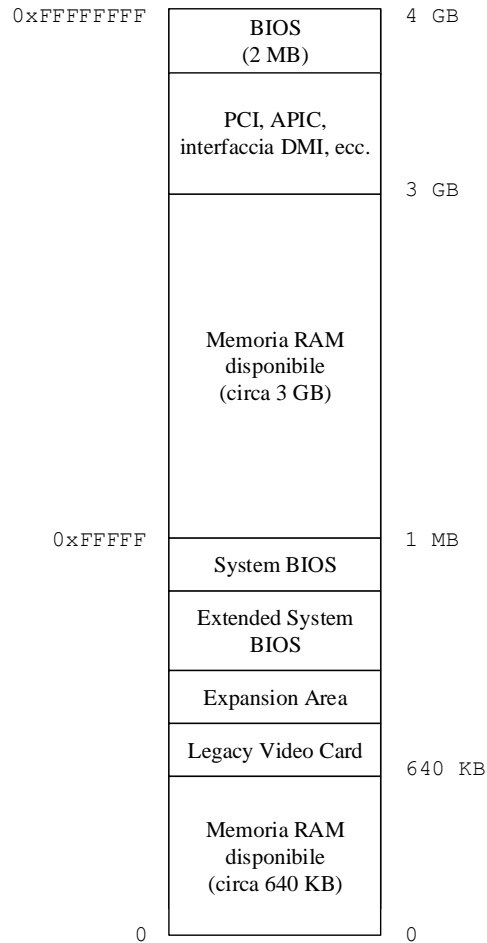 0xFFFFFFFF
4 GB
BIOS
(2 MB)
PCI, APIC,
interfaccia DMI, ecc.
3 GB
Memoria RAM
disponibile
(circa 3 GB)
0xFFFFF
1 MB
System BIOS
Extended System
BIOS
Expansion Area
Legacy Video Card
640 KB
Memoria RAM
disponibile
(circa 640 KB)
0
0